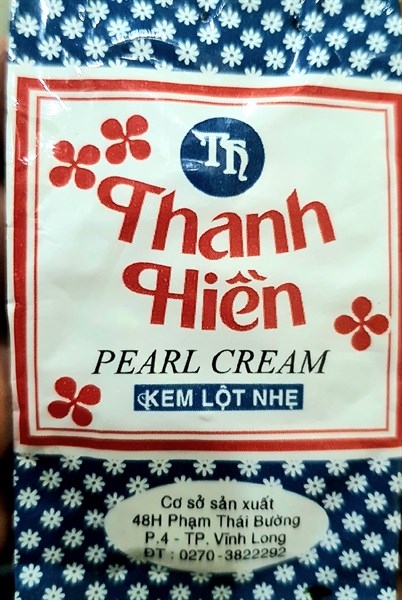 TH
Thanh
Hiền
PEARL CREAM
KEM LỘT NHẸ
Cơ sở sản xuất
48H Phạm Thái Bường
P.4 - TP. Vĩnh Long
ĐT : 0270-3822292